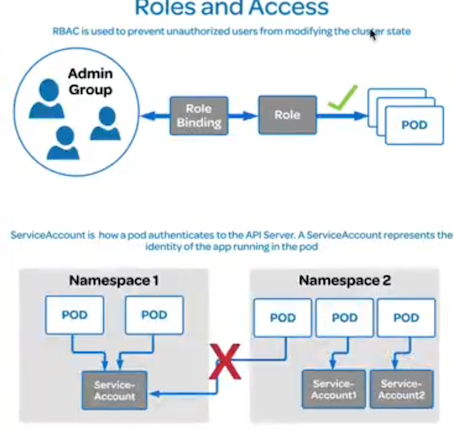 Roles and Access
RBAC is used to prevent unauthorized users from modifying the cluster state
Admin
Group
Role
Binding
Role
POD
ServiceAccount is how a pod authenticates to the API Server. A ServiceAccount represents the
identity of the app running in the pod
Namespace 1
Namespace 2
POD
POD
POD
POD
POD
Service-
Account
Service-
Account1
Service-
Account2